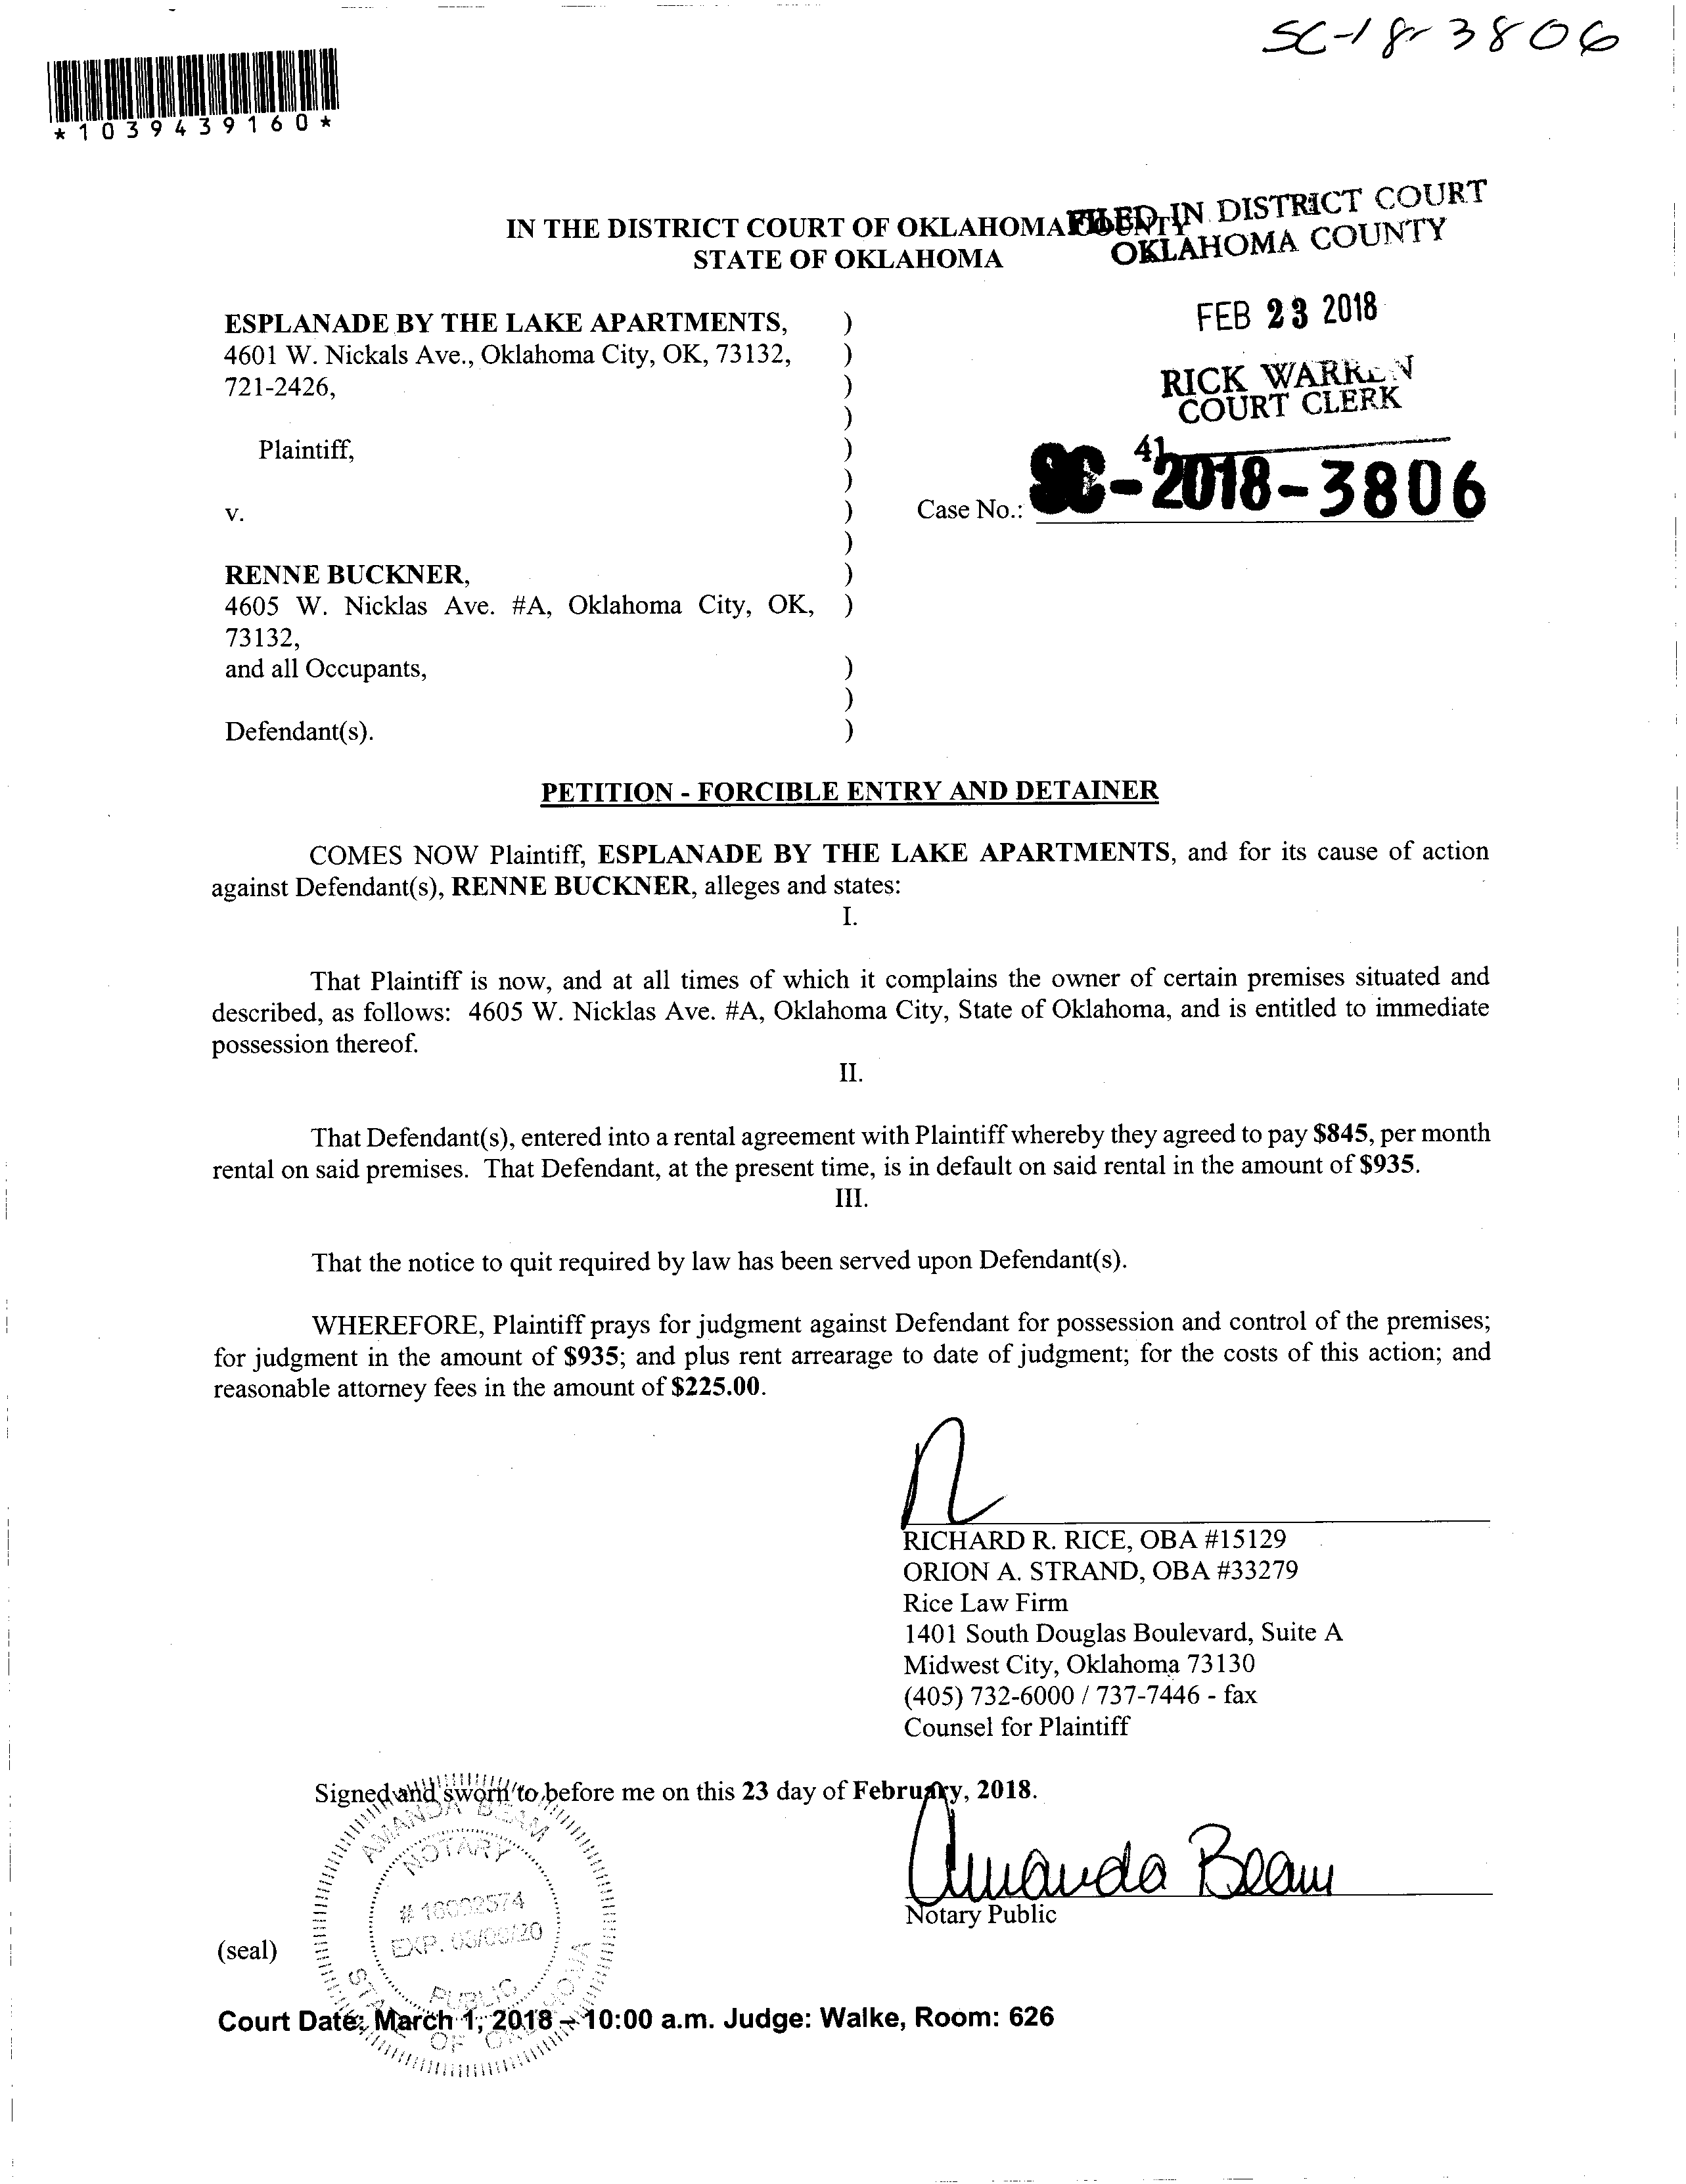 SC-18-3806
*1039439160*
IN THE DISTRICT COURT OF OKLAHOMA COUNTY
STATE OF OKLAHOMA
FILED IN DISTRICT COURT
OKLAHOMA COUNTY
FEB 23 2018
RICK WARREN
COURT CLERK
41
ESPLANADE BY THE LAKE APARTMENTS, )
4601 W. Nickals Ave., Oklahoma City, OK, 73132, )
721-2426, )
)
Plaintiff, )
)
v. )
Case No.: SC-2018-3806
)
RENNE BUCKNER, )
4605 W. Nicklas Ave. #A, Oklahoma City, OK, )
73132,
and all Occupants, )
)
Defendant(s). )
PETITION - FORCIBLE ENTRY AND DETAINER
COMES NOW Plaintiff, ESPLANADE BY THE LAKE APARTMENTS, and for its cause of action
against Defendant(s), RENNE BUCKNER, alleges and states:
I.
That Plaintiff is now, and at all times of which it complains the owner of certain premises situated and
described, as follows: 4605 W. Nicklas Ave. #A, Oklahoma City, State of Oklahoma, and is entitled to immediate
possession thereof.
II.
That Defendant(s), entered into a rental agreement with Plaintiff whereby they agreed to pay $845, per month
rental on said premises. That Defendant, at the present time, is in default on said rental in the amount of $935.
III.
That the notice to quit required by law has been served upon Defendant(s).
WHEREFORE, Plaintiff prays for judgment against Defendant for possession and control of the premises;
for judgment in the amount of $935; and plus rent arrearage to date of judgment; for the costs of this action; and
reasonable attorney fees in the amount of $225.00.
RICHARD R. RICE, OBA #15129
ORION A. STRAND, OBA #33279
Rice Law Firm
1401 South Douglas Boulevard, Suite A
Midwest City, Oklahoma 73130
(405) 732-6000 / 737-7446 - fax
Counsel for Plaintiff
Signed and sworn to before me on this 23 day of February, 2018.
Amanda Beam
Notary Public
AMANDA BEAM
NOTARY
EXP.
PUBLIC
STATE OF OKLAHOMA
(seal)
Court Date: March 1, 2018 – 10:00 a.m. Judge: Walke, Room: 626